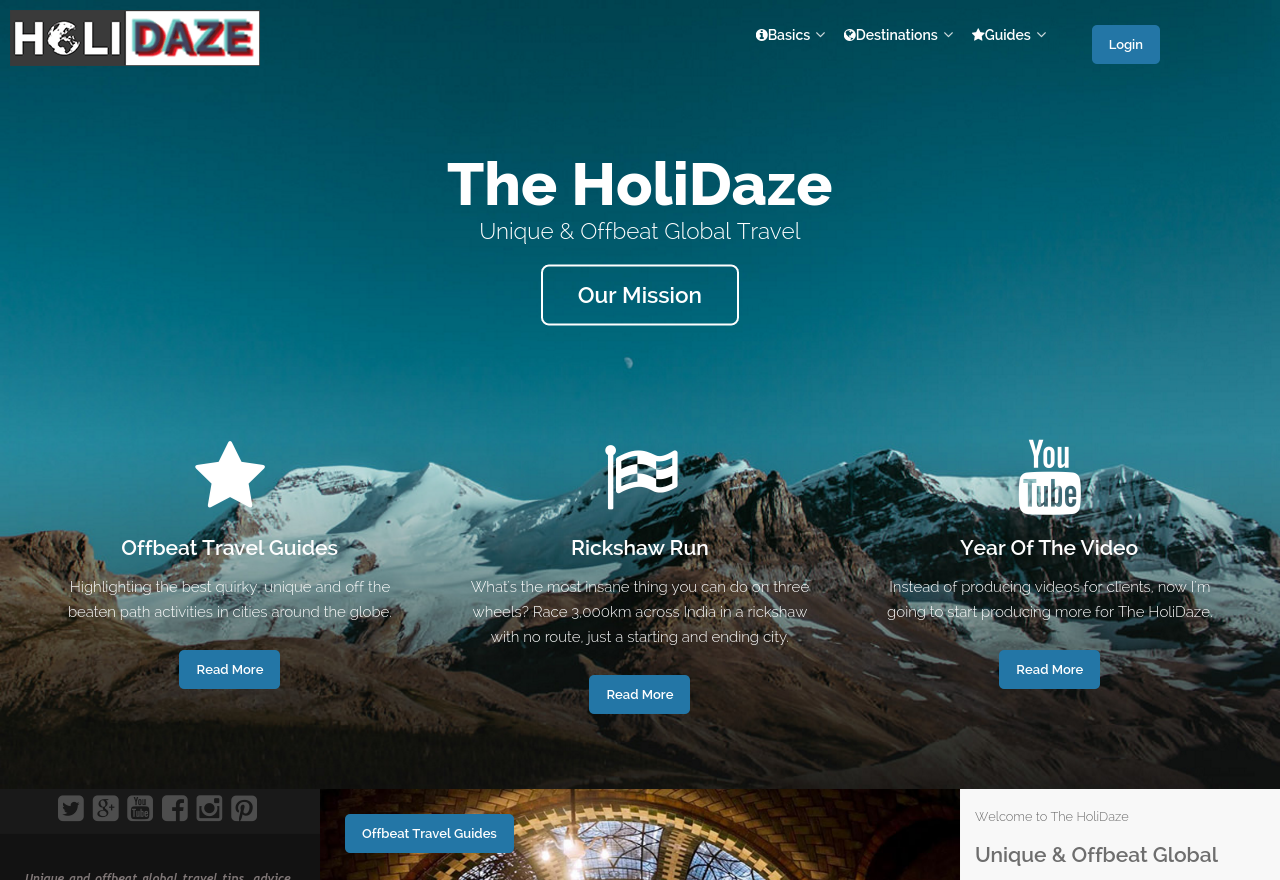 HOLI DAZE
Basics Destinations Guides Login
The HoliDaze
Unique & Offbeat Global Travel
Our Mission
You
Tube
Offbeat Travel Guides
Highlighting the best quirky, unique and off the
beaten path activities in cities around the globe.
Read More
Rickshaw Run
What's the most insane thing you can do on three
wheels? Race 3,000km across India in a rickshaw
with no route, just a starting and ending city.
Read More
Year Of The Video
Instead of producing videos for clients, now I'm
going to start producing more for The HoliDaze.
Read More
You
Tube
Unique and offbeat global travel tips, advice
Offbeat Travel Guides
Welcome to The HoliDaze
Unique & Offbeat Global